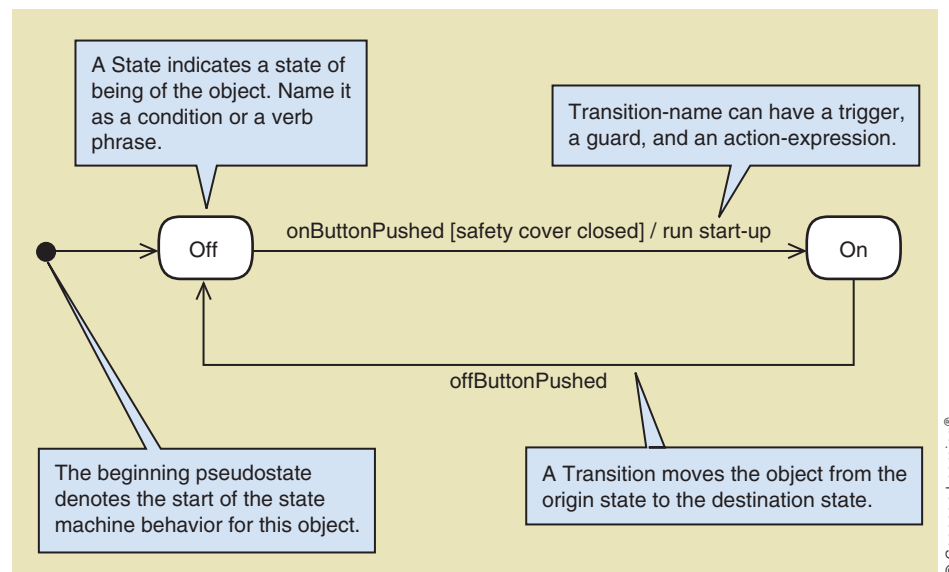 A State indicates a state of
being of the object. Name it
as a condition or a verb
phrase.
Transition-name can have a trigger,
a guard, and an action-expression.
Off
onButtonPushed [safety cover closed] / run start-up
On
offButtonPushed
The beginning pseudostate
denotes the start of the state
machine behavior for this object.
A Transition moves the object from the
origin state to the destination state.